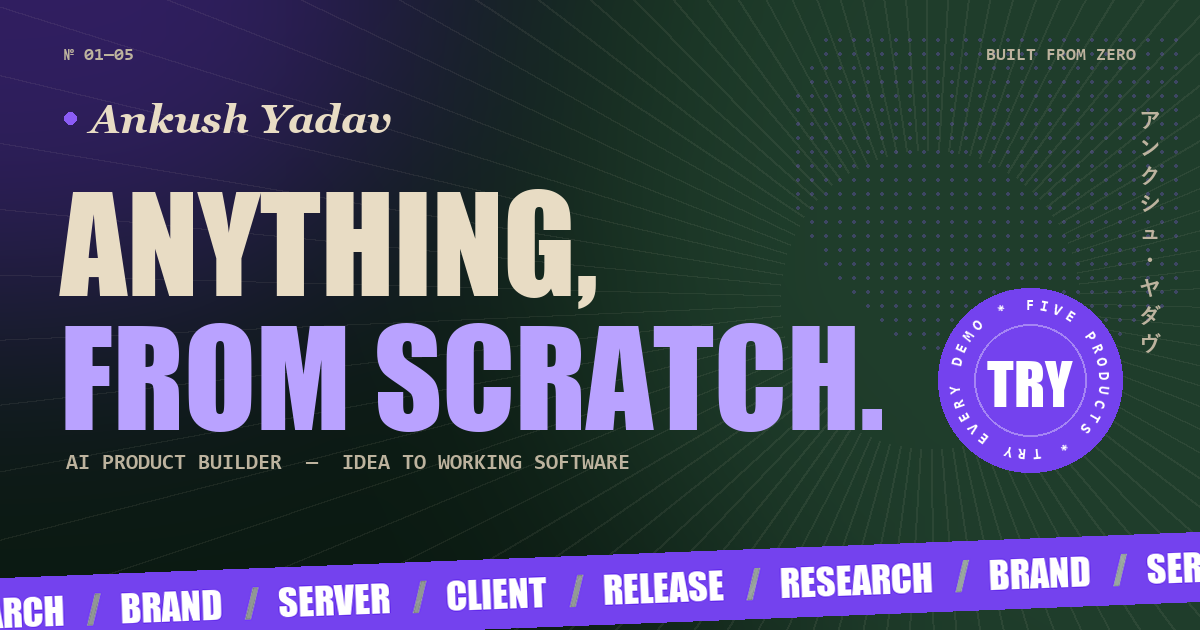 № 01—05
BUILT FROM ZERO
Ankush Yadav
アンクシュ・ヤダヴ
ANYTHING,
FROM SCRATCH.
AI PRODUCT BUILDER — IDEA TO WORKING SOFTWARE
FIVE PRODUCTS * TRY EVERY DEMO *
TRY
ARCH / BRAND / SERVER / CLIENT / RELEASE / RESEARCH / BRAND / SER